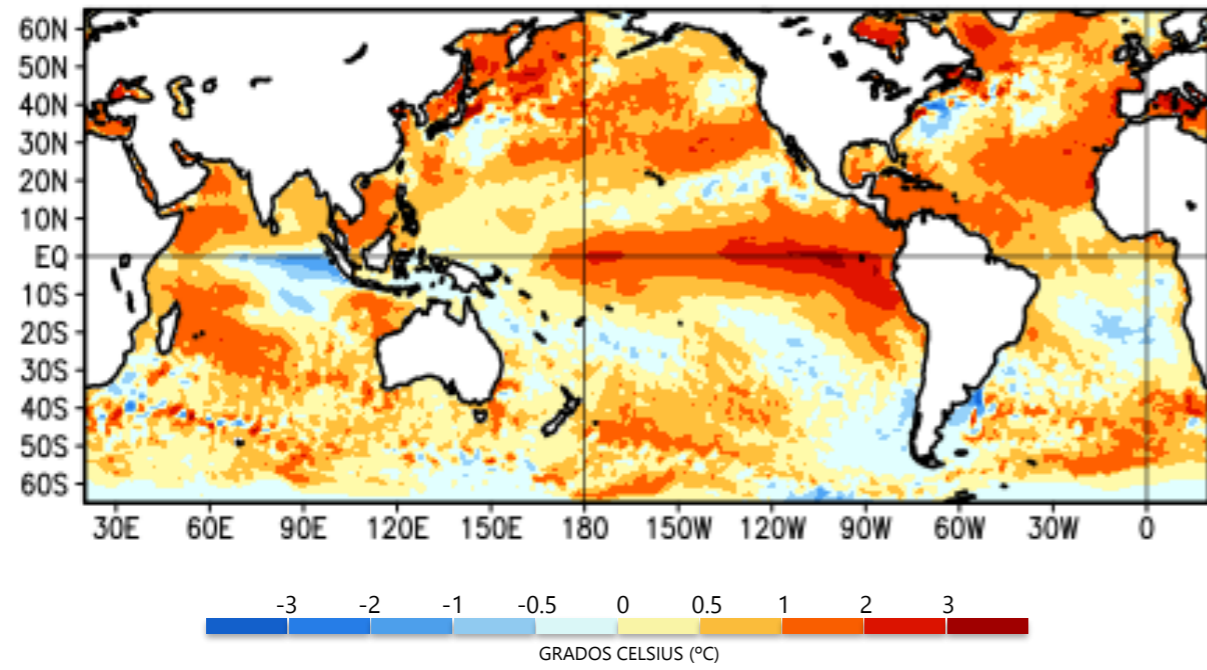 60N
50N
40N
30N
20N
10N
EQ
10S
20S
30S
40S
50S
60S
30E 60E 90E 120E 150E 180 150W 120W 90W 60W 30W 0
-3 -2 -1 -0.5 0 0.5 1 2 3
GRADOS CELSIUS (ºC)